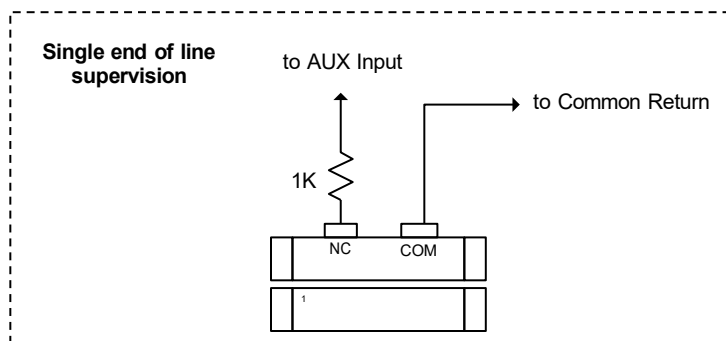 Single end of line
supervision
to AUX Input
to Common Return
1K
NC
COM
1